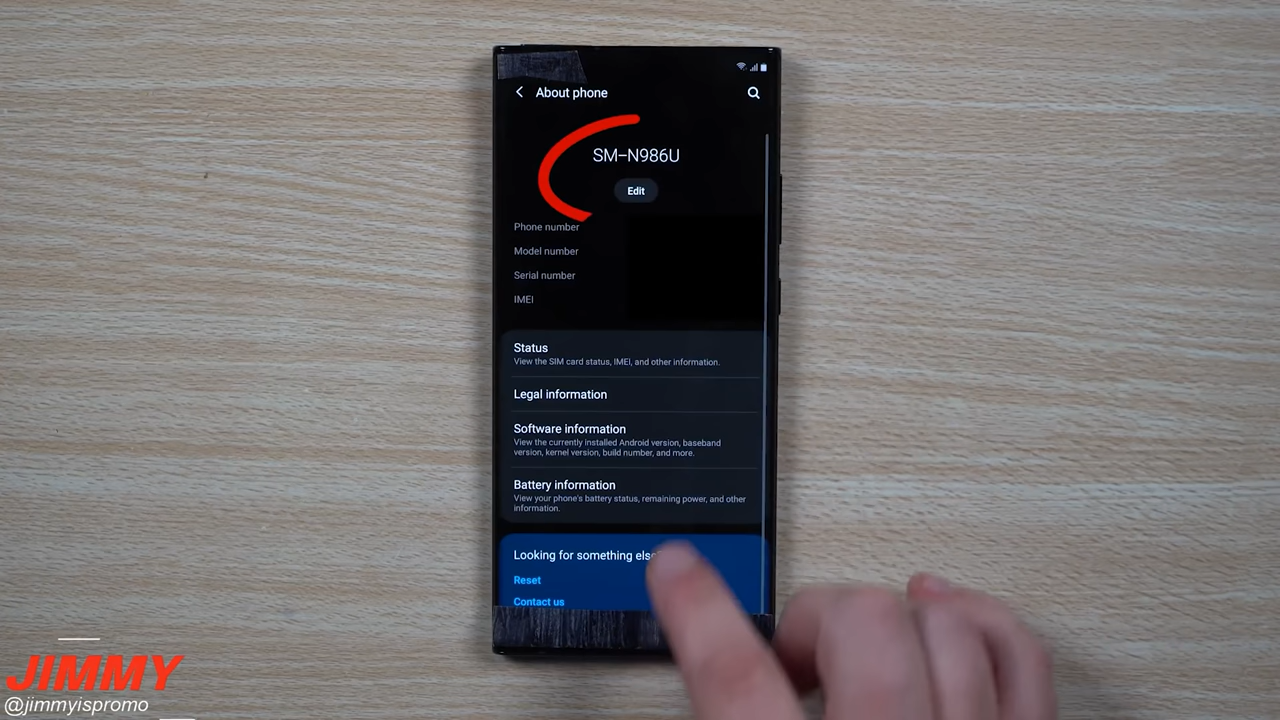 About phone
SM-N986U
Edit
Phone number
Model number
Serial number
IMEI
Status
View the SIM card status, IMEI, and other information.
Legal information
Software information
View the currently installed Android version, baseband
version, kernel version, build number, and more.
Battery information
View your phone's battery status, remaining power, and other
information.
Looking for something else?
Reset
Contact us
JIMMY
@jimmyispromo